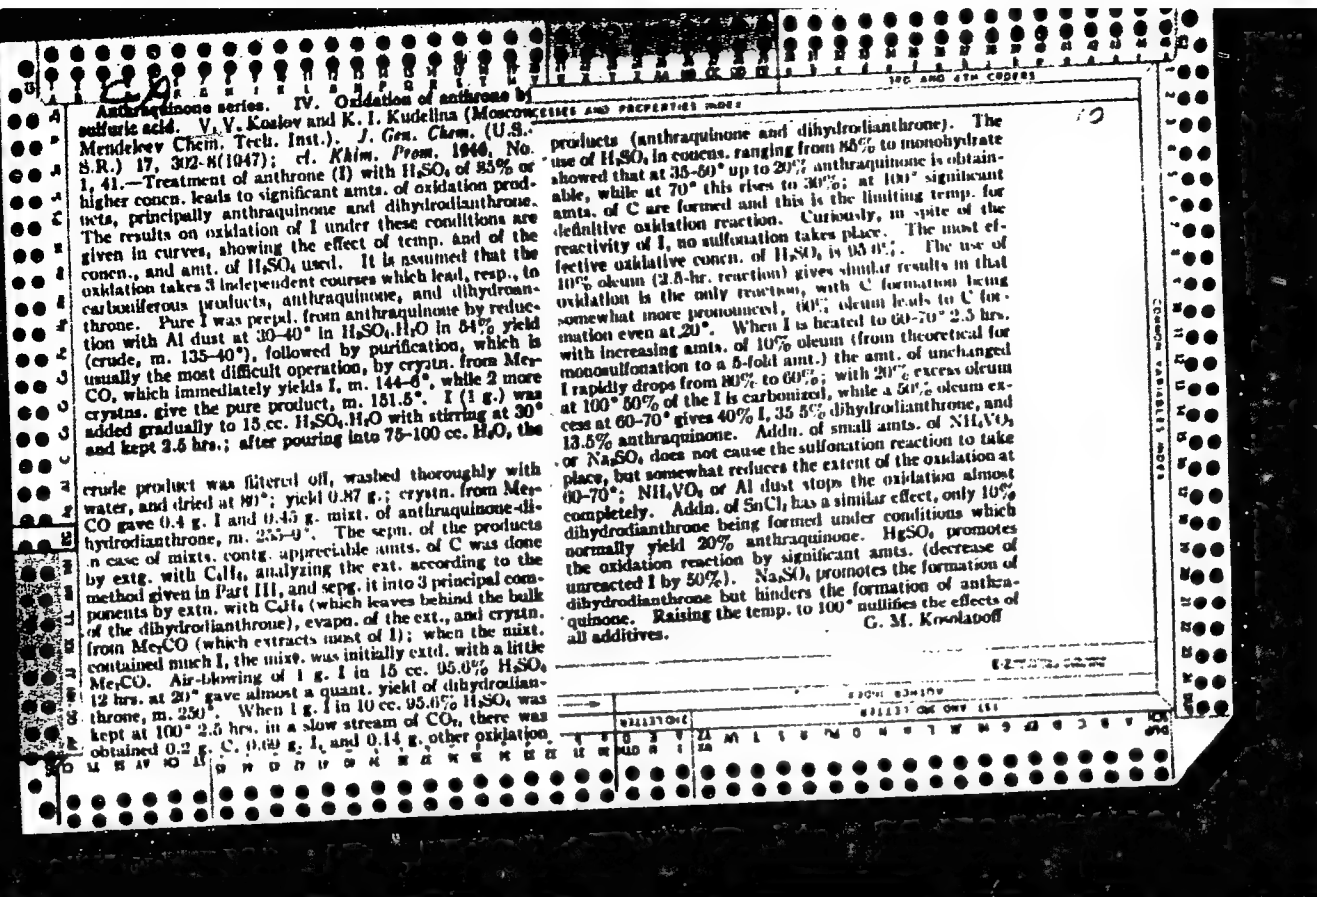 CA
Anthraquinone series. IV. Oxidation of anthrone by
sulfuric acid. V. V. Kozlov and K. I. Kudelina (Moscow
Mendeleev Chem. Tech. Inst.). J. Gen. Chem. (U.S.-
S.R.) 17, 302-8(1947); cf. Khim. Prom. 1946, No.
1, 41.—Treatment of anthrone (I) with H₂SO₄ of 85% or
higher concn. leads to significant amts. of oxidation prod-
ucts, principally anthraquinone and dihydrodianthrone.
The results on oxidation of I under these conditions are
given in curves, showing the effect of temp. and of the
concn., and amt. of H₂SO₄ used. It is assumed that the
oxidation takes 3 independent courses which lead, resp., to
carboniferous products, anthraquinone, and dihydroan-
throne. Pure I was prepd. from anthraquinone by reduc-
tion with Al dust at 30-40° in H₂SO₄.H₂O in 54% yield
(crude, m. 135-40°), followed by purification, which is
usually the most difficult operation, by crystn. from Me₂-
CO, which immediately yields I, m. 144-6°, while 2 more
crystns. give the pure product, m. 151.5°. I (1 g.) was
added gradually to 15 cc. H₂SO₄.H₂O with stirring at 30°
and kept 2.5 hrs.; after pouring into 75-100 cc. H₂O, the
crude product was filtered off, washed thoroughly with
water, and dried at 80°; yield 0.87 g.; crystn. from Me₂-
CO gave 0.4 g. I and 0.45 g. mixt. of anthraquinone-di-
hydrodianthrone, m. The sepn. of the products
in case of mixts. contg. appreciable amts. of C was done
by extg. with C₆H₆, analyzing the ext. according to the
method given in Part III, and sepg. it into 3 principal com-
ponents by extn. with C₆H₆ (which leaves behind the bulk
of the dihydrodianthrone), evapn. of the ext., and crystn.
from Me₂CO (which extracts most of I); when the mixt.
contained much I, the mixt. was initially extd. with a little
Me₂CO. Air-blowing of 1 g. I in 15 cc. 95.6% H₂SO₄
12 hrs. at 20° gave almost a quant. yield of dihydrodian-
throne, m. 250°. When 1 g. I in 10 cc. 95.6% H₂SO₄ was
kept at 100° 2.5 hrs. in a slow stream of CO₂, there was
obtained 0.2 g. C, 0.69 g. I, and 0.14 g. other oxidation
products (anthraquinone and dihydrodianthrone). The
use of H₂SO₄ in concns. ranging from 85% to monohydrate
showed that at 35-50° up to 20% anthraquinone is obtain-
able, while at 70° this rises to 30%; at 100° significant
amts. of C are formed and this is the limiting temp. for
definitive oxidation reaction. Curiously, in spite of the
reactivity of I, no sulfonation takes place. The most ef-
fective oxidative concn. of H₂SO₄ is The use of
10% oleum (2.5-hr. reaction) gives similar results in that
oxidation is the only reaction, with C formation being
somewhat more pronounced, 60% oleum leads to C for-
mation even at 20°. When I is heated to 60-70° 2.5 hrs.
with increasing amts. of 10% oleum (from theoretical for
monosulfonation to a 5-fold amt.) the amt. of unchanged
I rapidly drops from 80% to 60%; with 20% excess oleum
at 100° 50% of the I is carbonized, while a 50% oleum ex-
cess at 60-70° gives 40% I, 35.5% dihydrodianthrone, and
13.5% anthraquinone. Addn. of small amts. of NH₄VO₃
or Na₂SO₄ does not cause the sulfonation reaction to take
place, but somewhat reduces the extent of the oxidation at
60-70°; NH₄VO₃ or Al dust stops the oxidation almost
completely. Addn. of SnCl₂ has a similar effect, only 10%
dihydrodianthrone being formed under conditions which
normally yield 20% anthraquinone. HgSO₄ promotes
the oxidation reaction by significant amts. (decrease of
unreacted I by 50%). Na₂SO₄ promotes the formation of
dihydrodianthrone but hinders the formation of anthra-
quinone. Raising the temp. to 100° nullifies the effects of
all additives. G. M. Kosolapoff
10
3RD AND 4TH ORDERS
PROCESSES AND PROPERTIES INDEX
COMMON VARIABLES INDEX
AUTHOR INDEX
1ST AND 2ND LETTER
3RD LETTER